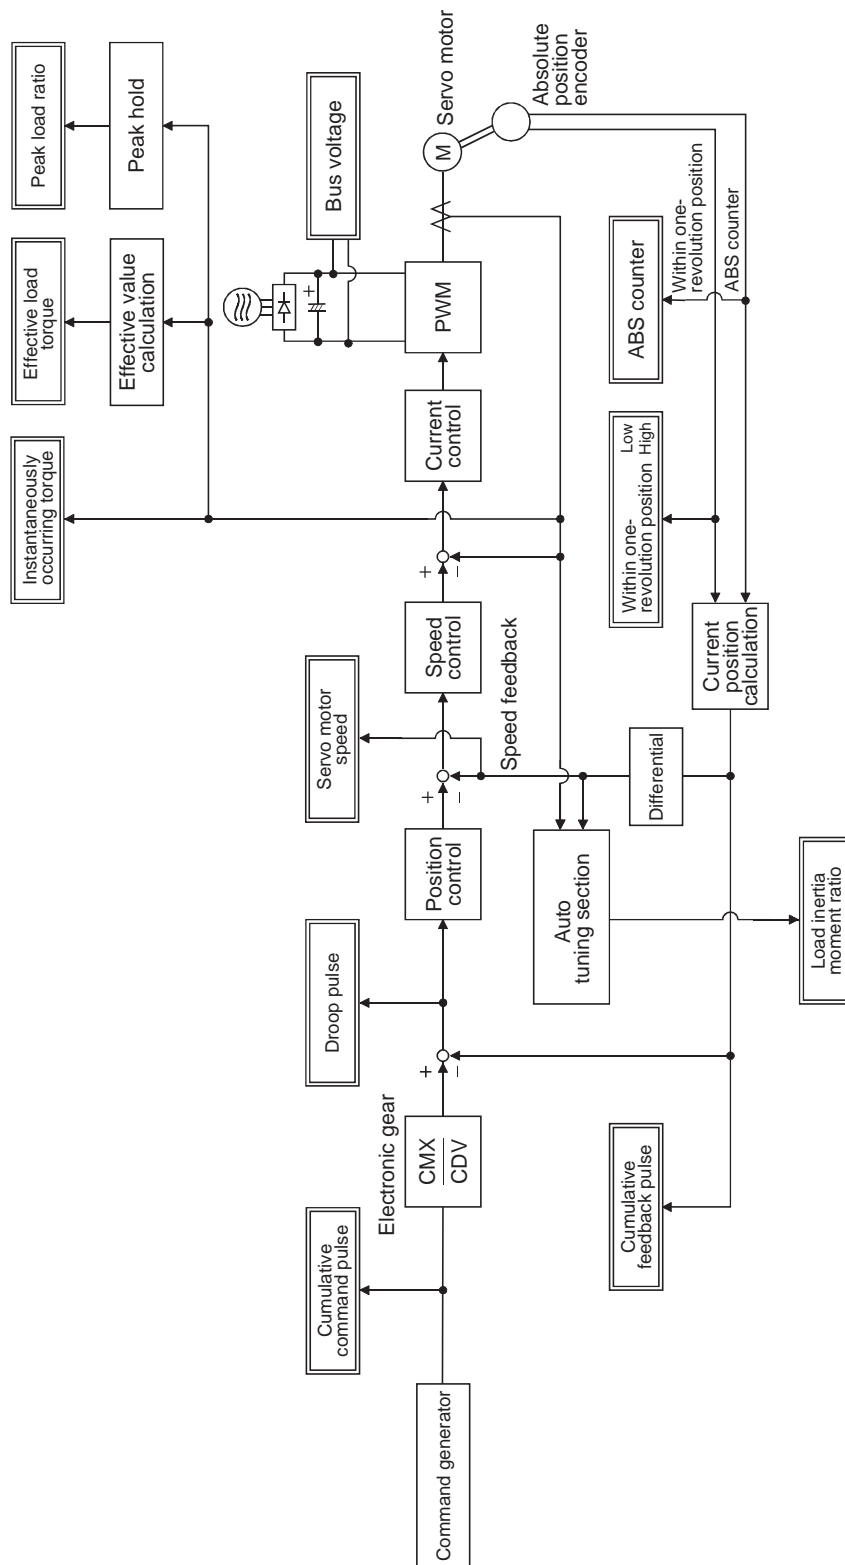 Instantaneously
occurring torque
Effective load
torque
Peak load ratio
Effective value
calculation
Peak hold
Cumulative
command pulse
Droop pulse
Servo motor
speed
+
Bus voltage
Command generator
Electronic gear
CMX
CDV
+
−
Position
control
+
−
Speed
control
+
−
Current
control
PWM
M
Servo motor
Speed feedback
Absolute
position
encoder
Auto
tuning section
Cumulative
feedback pulse
Differential
Within one-
revolution position
Low
High
ABS counter
Within one-
revolution position
ABS counter
Current
position
calculation
Load inertia
moment ratio